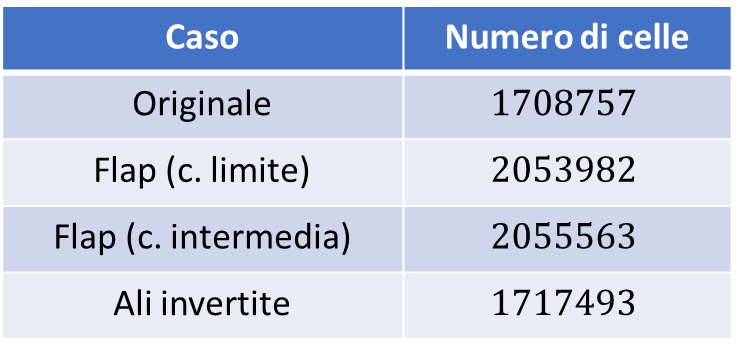 Caso Numero di celle
Originale 1708757
Flap (c. limite) 2053982
Flap (c. intermedia) 2055563
Ali invertite 1717493